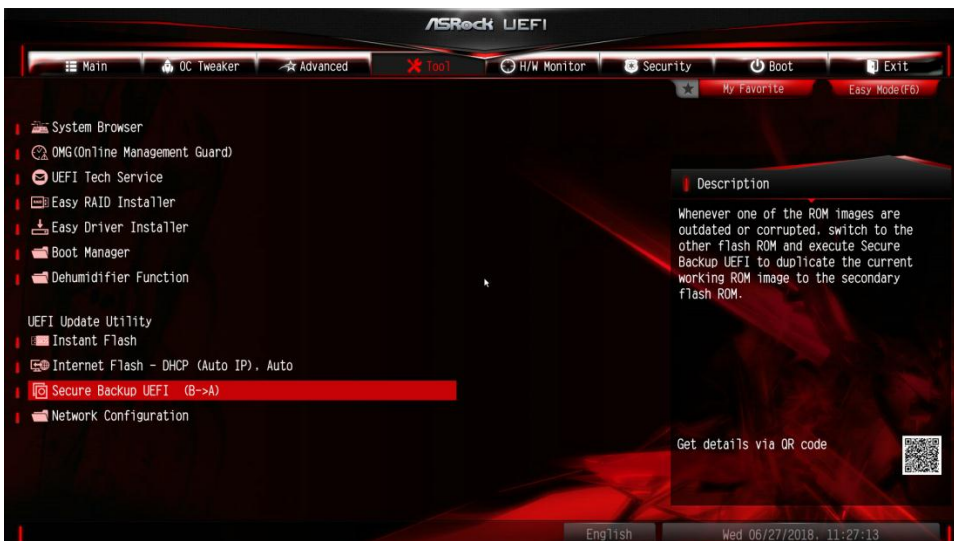 ASRock UEFI
Main OC Tweaker Advanced Tool H/W Monitor Security Boot Exit
My Favorite Easy Mode(F6)
System Browser
OMG(Online Management Guard)
UEFI Tech Service
Easy RAID Installer
Easy Driver Installer
Boot Manager
Dehumidifier Function
UEFI Update Utility
Instant Flash
Internet Flash - DHCP (Auto IP), Auto
Secure Backup UEFI (B->A)
Network Configuration
Description
Whenever one of the ROM images are
outdated or corrupted, switch to the
other flash ROM and execute Secure
Backup UEFI to duplicate the current
working ROM image to the secondary
flash ROM.
Get details via QR code
English Wed 06/27/2018, 11:27:13